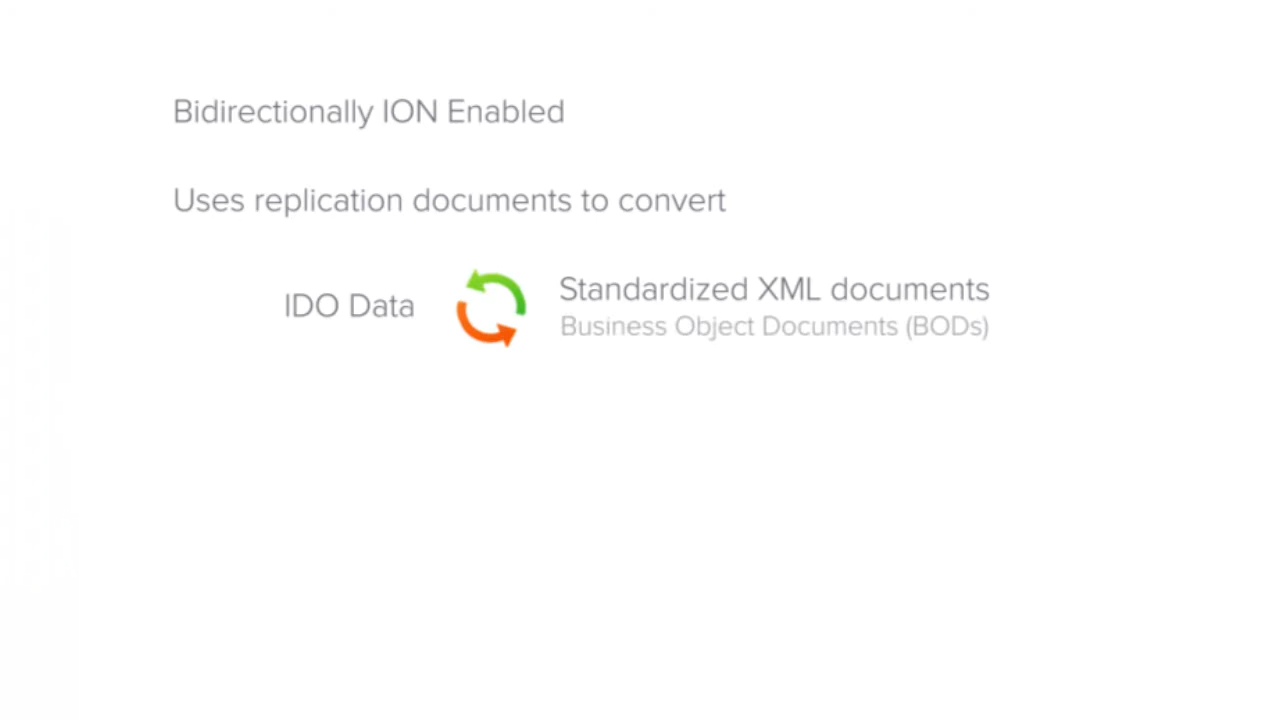 Bidirectionally ION Enabled
Uses replication documents to convert
IDO Data
Standardized XML documents
Business Object Documents (BODs)